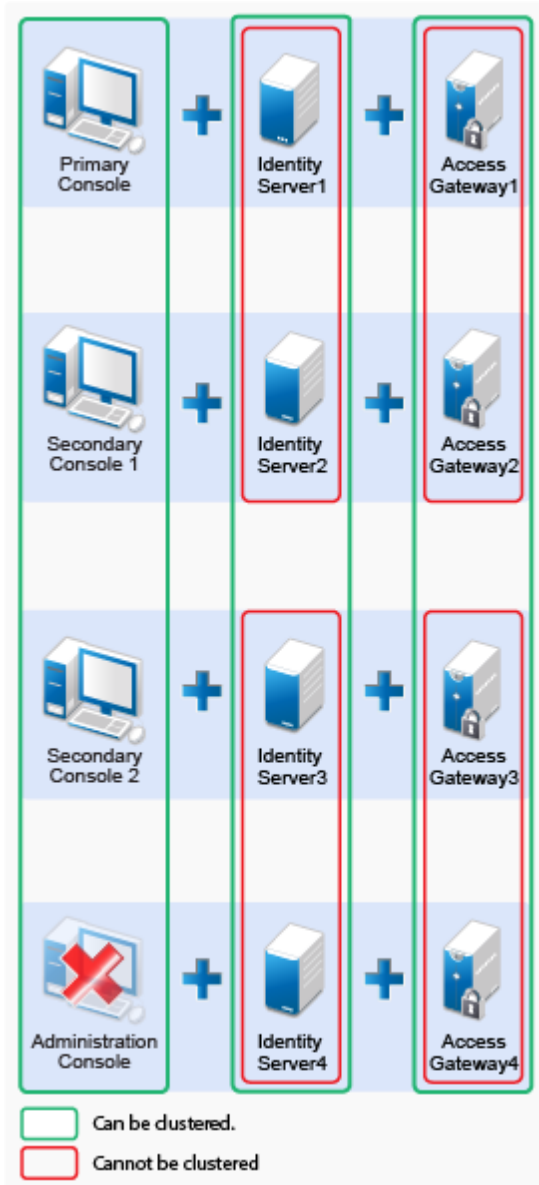 Primary
Console
Identity
Server1
Access
Gateway1
Secondary
Console 1
Identity
Server2
Access
Gateway2
Secondary
Console 2
Identity
Server3
Access
Gateway3
Administration
Console
Identity
Server4
Access
Gateway4
Can be clustered.
Cannot be clustered